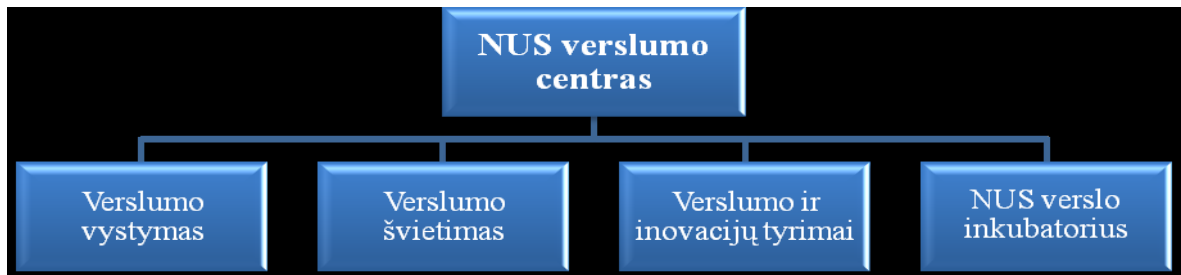 NUS verslumo
centras
Verslumo
vystymas
Verslumo
švietimas
Verslumo ir
inovacijų tyrimai
NUS verslo
inkubatorius